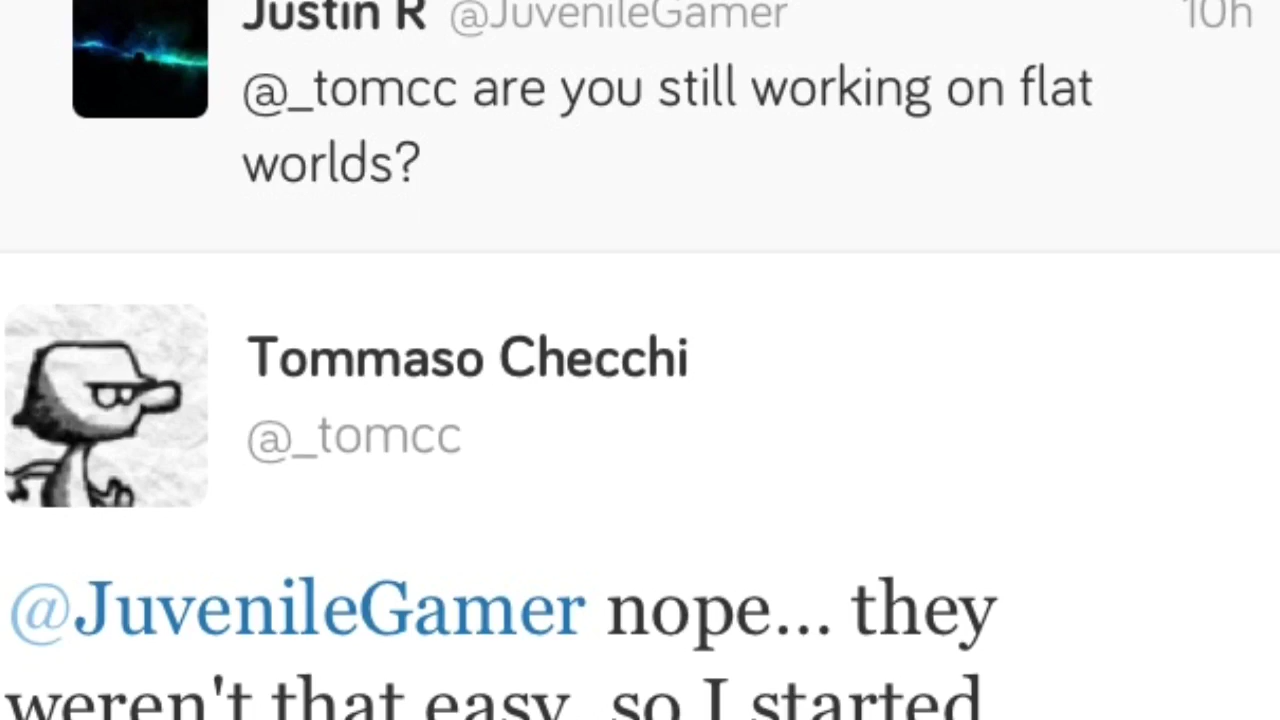 Justin R @JuvenileGamer 10h
@_tomcc are you still working on flat
worlds?
Tommaso Checchi
@_tomcc
@JuvenileGamer nope... they
weren't that easy, so I started